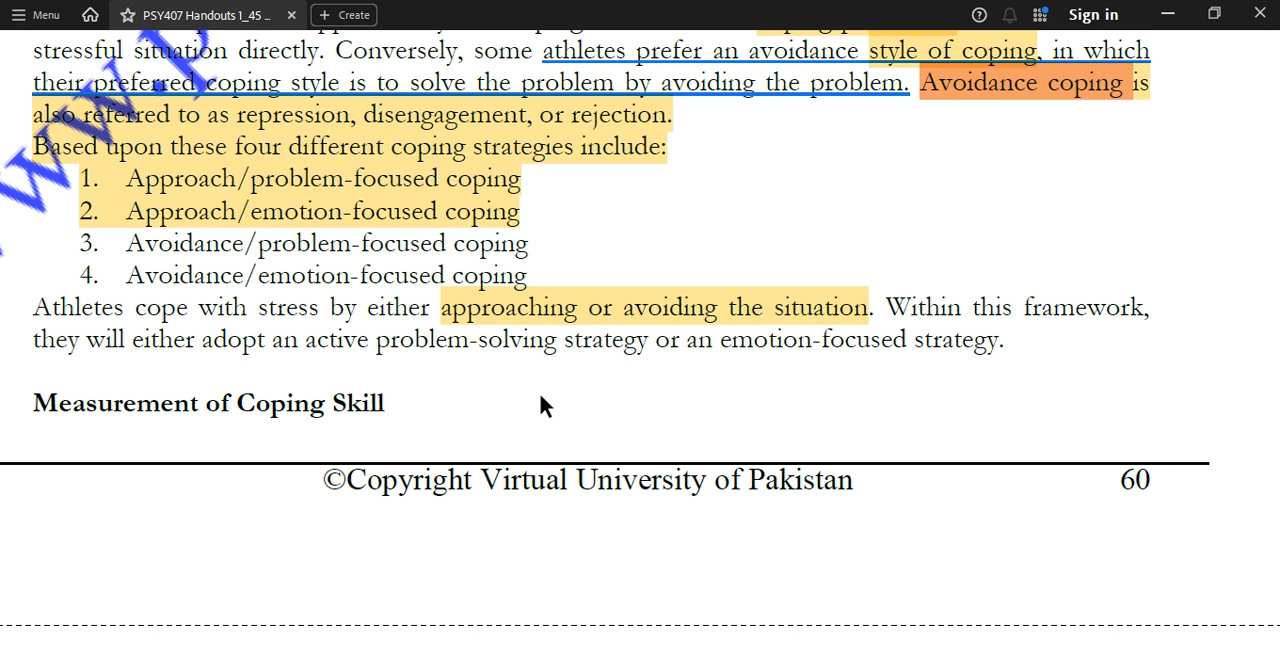 Menu
PSY407 Handouts 1_45 ...
Create
Sign in
stressful situation directly. Conversely, some athletes prefer an avoidance style of coping, in which
their preferred coping style is to solve the problem by avoiding the problem. Avoidance coping is
also referred to as repression, disengagement, or rejection.
Based upon these four different coping strategies include:
1. Approach/problem-focused coping
2. Approach/emotion-focused coping
3. Avoidance/problem-focused coping
4. Avoidance/emotion-focused coping
Athletes cope with stress by either approaching or avoiding the situation. Within this framework,
they will either adopt an active problem-solving strategy or an emotion-focused strategy.
Measurement of Coping Skill
©Copyright Virtual University of Pakistan 60